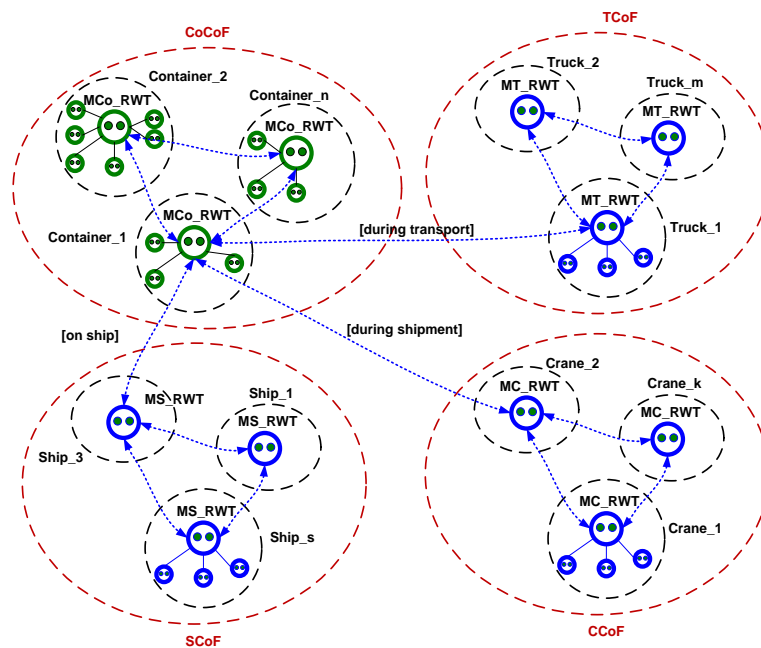 CoCoF
Container_2
MCo_RWT
Container_n
MCo_RWT
MCo_RWT
Container_1
TCoF
Truck_2
MT_RWT
Truck_m
MT_RWT
MT_RWT
Truck_1
[during transport]
[on ship]
[during shipment]
MS_RWT
Ship_1
MS_RWT
Ship_3
MS_RWT
Ship_s
SCoF
Crane_2
MC_RWT
Crane_k
MC_RWT
MC_RWT
Crane_1
CCoF